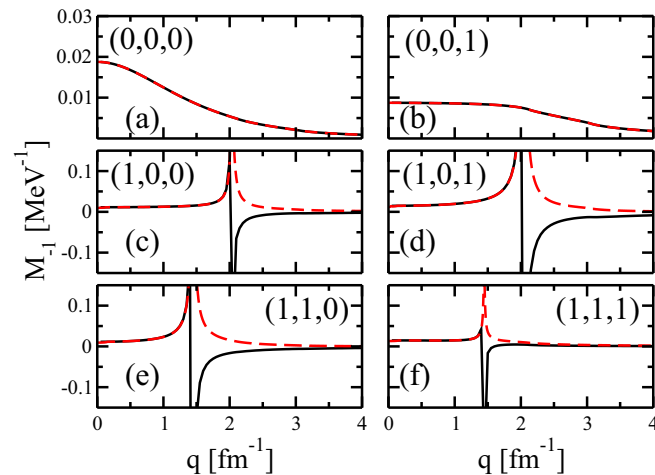 0.03
0.02
0.01
(0,0,0)
(a)
(0,0,1)
(b)
M-1 [MeV-1]
0.1
0
-0.1
(1,0,0)
(c)
(1,0,1)
(d)
0.1
0
-0.1
(1,1,0)
(e)
(1,1,1)
(f)
0 1 2 3 4
0 1 2 3 4
q [fm-1]
q [fm-1]